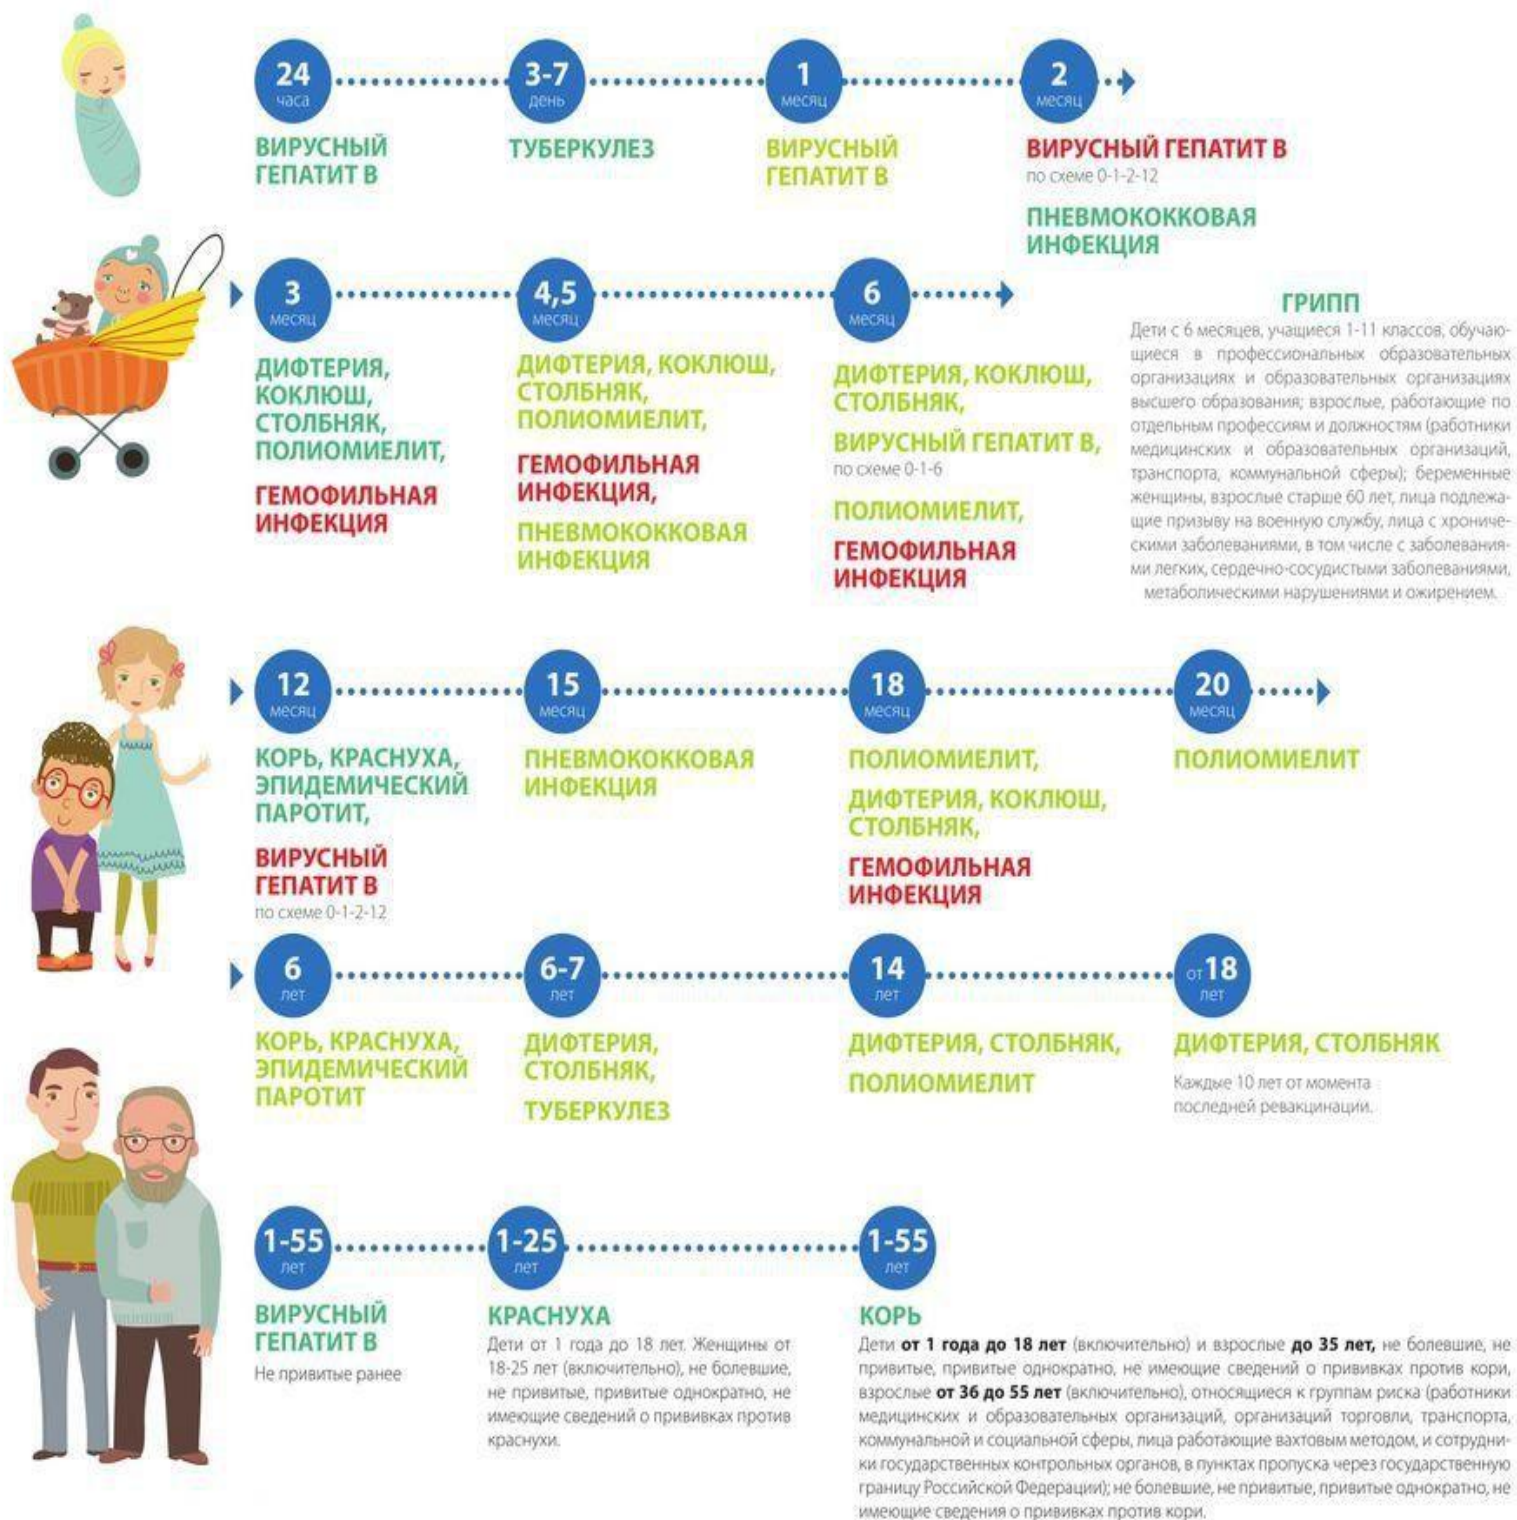 24
часа
ВИРУСНЫЙ
ГЕПАТИТ В
3-7
день
ТУБЕРКУЛЕЗ
1
месяц
ВИРУСНЫЙ
ГЕПАТИТ В
2
месяц
ВИРУСНЫЙ ГЕПАТИТ В
по схеме 0-1-2-12
ПНЕВМОКОККОВАЯ
ИНФЕКЦИЯ
3
месяц
ДИФТЕРИЯ,
КОКЛЮШ,
СТОЛБНЯК,
ПОЛИОМИЕЛИТ,
ГЕМОФИЛЬНАЯ
ИНФЕКЦИЯ
4,5
месяц
ДИФТЕРИЯ, КОКЛЮШ,
СТОЛБНЯК,
ПОЛИОМИЕЛИТ,
ГЕМОФИЛЬНАЯ
ИНФЕКЦИЯ,
ПНЕВМОКОККОВАЯ
ИНФЕКЦИЯ
6
месяц
ДИФТЕРИЯ, КОКЛЮШ,
СТОЛБНЯК,
ВИРУСНЫЙ ГЕПАТИТ В,
по схеме 0-1-6
ПОЛИОМИЕЛИТ,
ГЕМОФИЛЬНАЯ
ИНФЕКЦИЯ
ГРИПП
Дети с 6 месяцев, учащиеся 1-11 классов, обучаю-
щиеся в профессиональных образовательных
организациях и образовательных организациях
высшего образования; взрослые, работающие по
отдельным профессиям и должностям (работники
медицинских и образовательных организаций,
транспорта, коммунальной сферы); беременные
женщины, взрослые старше 60 лет, лица подлежа-
щие призыву на военную службу, лица с хрониче-
скими заболеваниями, в том числе с заболевания-
ми легких, сердечно-сосудистыми заболеваниями,
метаболическими нарушениями и ожирением.
12
месяц
КОРЬ, КРАСНУХА,
ЭПИДЕМИЧЕСКИЙ
ПАРОТИТ,
ВИРУСНЫЙ
ГЕПАТИТ В
по схеме 0-1-2-12
15
месяц
ПНЕВМОКОККОВАЯ
ИНФЕКЦИЯ
18
месяц
ПОЛИОМИЕЛИТ,
ДИФТЕРИЯ, КОКЛЮШ,
СТОЛБНЯК,
ГЕМОФИЛЬНАЯ
ИНФЕКЦИЯ
20
месяц
ПОЛИОМИЕЛИТ
6
лет
КОРЬ, КРАСНУХА,
ЭПИДЕМИЧЕСКИЙ
ПАРОТИТ
6-7
лет
ДИФТЕРИЯ,
СТОЛБНЯК,
ТУБЕРКУЛЕЗ
14
лет
ДИФТЕРИЯ, СТОЛБНЯК,
ПОЛИОМИЕЛИТ
от 18
лет
ДИФТЕРИЯ, СТОЛБНЯК
Каждые 10 лет от момента
последней ревакцинации.
1-55
лет
ВИРУСНЫЙ
ГЕПАТИТ В
Не привитые ранее
1-25
лет
КРАСНУХА
Дети от 1 года до 18 лет. Женщины от
18-25 лет (включительно), не болевшие,
не привитые, привитые однократно, не
имеющие сведений о прививках против
краснухи.
1-55
лет
КОРЬ
Дети от 1 года до 18 лет (включительно) и взрослые до 35 лет, не болевшие, не
привитые, привитые однократно, не имеющие сведений о прививках против кори,
взрослые от 36 до 55 лет (включительно), относящиеся к группам риска (работники
медицинских и образовательных организаций, организаций торговли, транспорта,
коммунальной и социальной сферы, лица работающие вахтовым методом, и сотрудни-
ки государственных контрольных органов, в пунктах пропуска через государственную
границу Российской Федерации); не болевшие, не привитые, привитые однократно, не
имеющие сведения о прививках против кори.